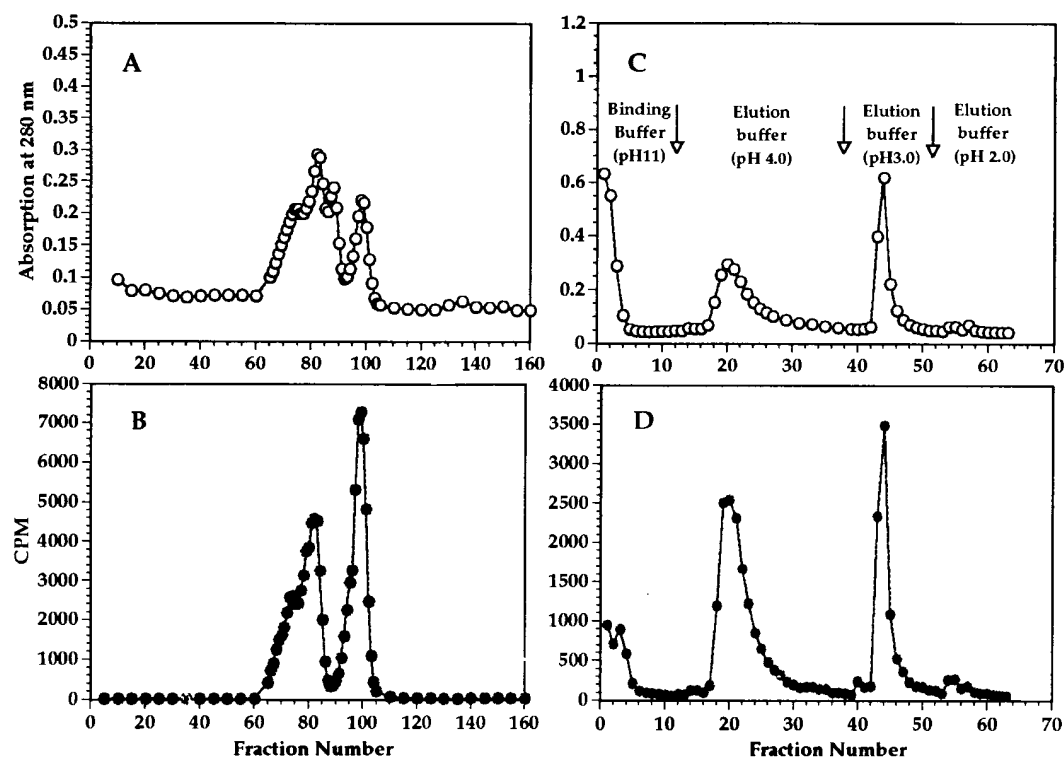 A
Absorption at 280 nm
0.5
0.45
0.4
0.35
0.3
0.25
0.2
0.15
0.1
0.05
0
0 20 40 60 80 100 120 140 160
C
1.2
1
0.8
0.6
0.4
0.2
0
Binding
Buffer
(pH11)
Elution
buffer
(pH 4.0)
Elution
buffer
(pH3.0)
Elution
buffer
(pH 2.0)
0 10 20 30 40 50 60 70
B
CPM
8000
7000
6000
5000
4000
3000
2000
1000
0
0 20 40 60 80 100 120 140 160
Fraction Number
D
4000
3500
3000
2500
2000
1500
1000
500
0
0 10 20 30 40 50 60 70
Fraction Number